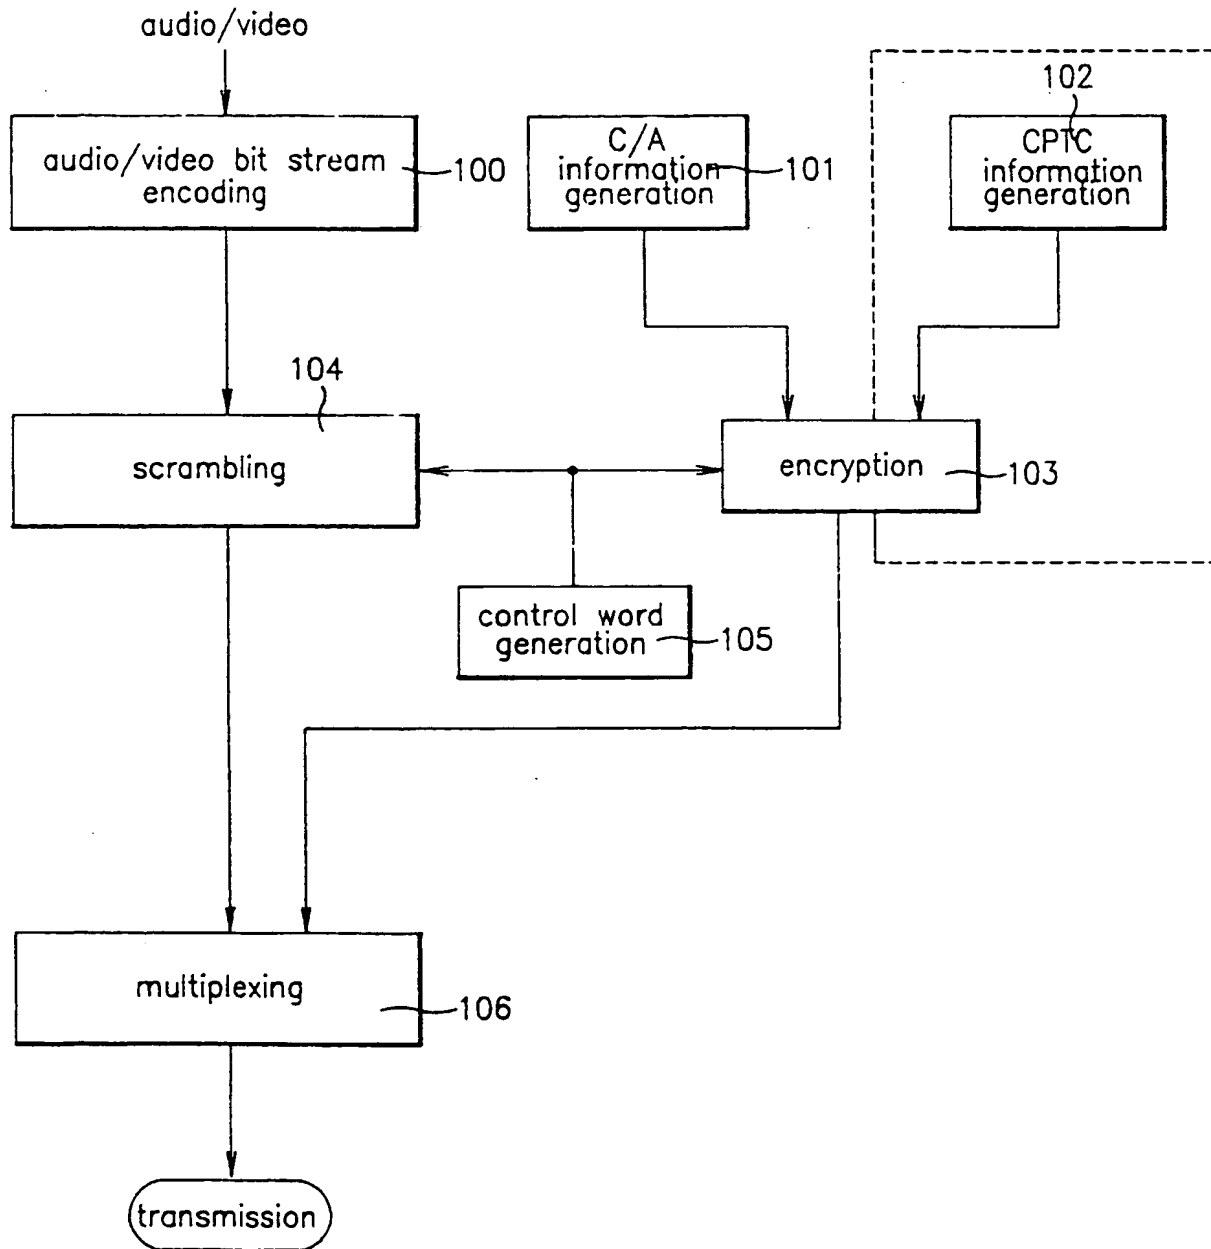 audio/video
audio/video bit stream
encoding
100
C/A
information
generation
101
102
CPTC
information
generation
104
scrambling
encryption
103
control word
generation
105
multiplexing
106
transmission